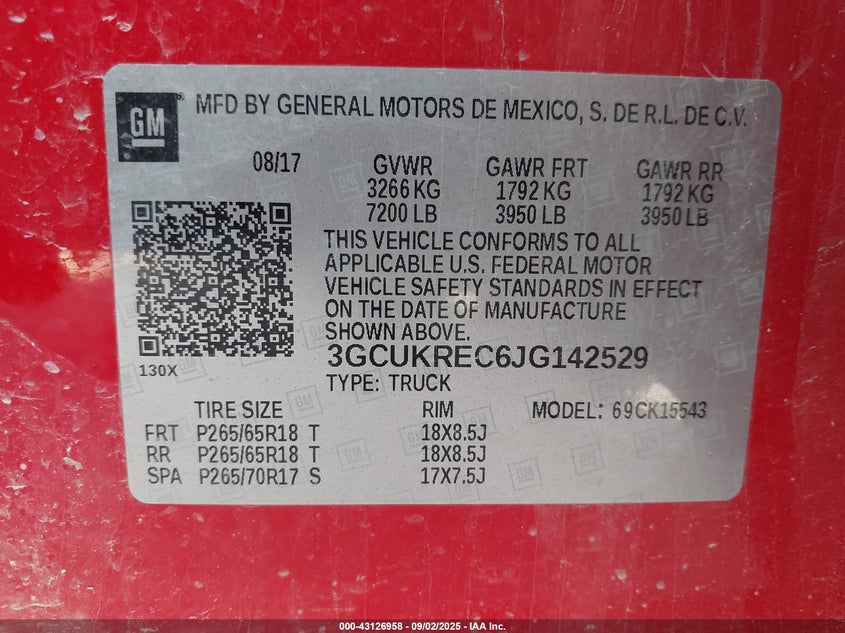 GM
MFD BY GENERAL MOTORS DE MEXICO, S. DE R.L. DE C.V.
08/17 GVWR GAWR FRT GAWR RR
3266 KG 1792 KG 1792 KG
7200 LB 3950 LB 3950 LB
THIS VEHICLE CONFORMS TO ALL
APPLICABLE U.S. FEDERAL MOTOR
VEHICLE SAFETY STANDARDS IN EFFECT
ON THE DATE OF MANUFACTURE
SHOWN ABOVE.
130X
3GCUKREC6JG142529
TYPE: TRUCK
TIRE SIZE RIM MODEL: 69CK15543
FRT P265/65R18 T 18X8.5J
RR P265/65R18 T 18X8.5J
SPA P265/70R17 S 17X7.5J
000-43126958 - 09/02/2025 - IAA Inc.